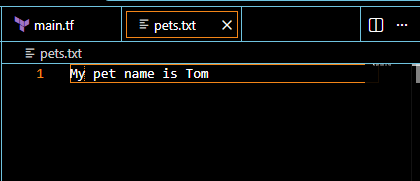 main.tf pets.txt
pets.txt
1 My pet name is Tom